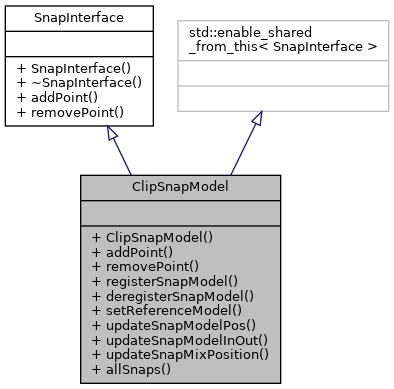 SnapInterface
+ SnapInterface()
+ ~SnapInterface()
+ addPoint()
+ removePoint()
std::enable_shared
_from_this< SnapInterface >
ClipSnapModel
+ ClipSnapModel()
+ addPoint()
+ removePoint()
+ registerSnapModel()
+ deregisterSnapModel()
+ setReferenceModel()
+ updateSnapModelPos()
+ updateSnapModelInOut()
+ updateSnapMixPosition()
+ allSnaps()